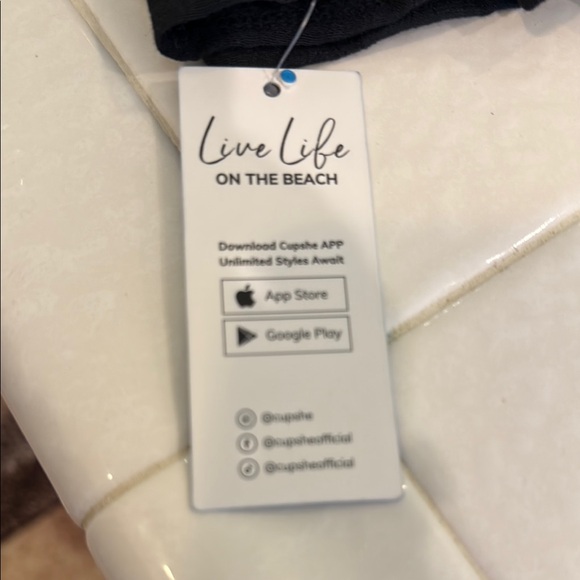 Live Life
ON THE BEACH
Download Cupshe APP
Unlimited Styles Await
App Store
Google Play
@cupshe
@cupsheofficial
@cupsheofficial